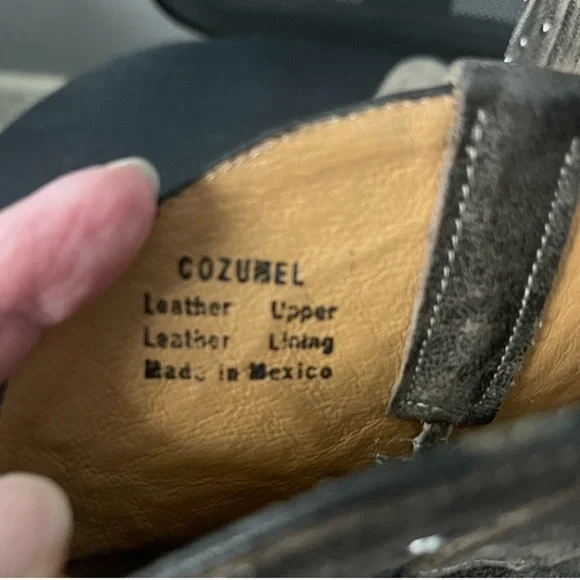 COZUMEL
Leather Upper
Leather Lining
Made in Mexico